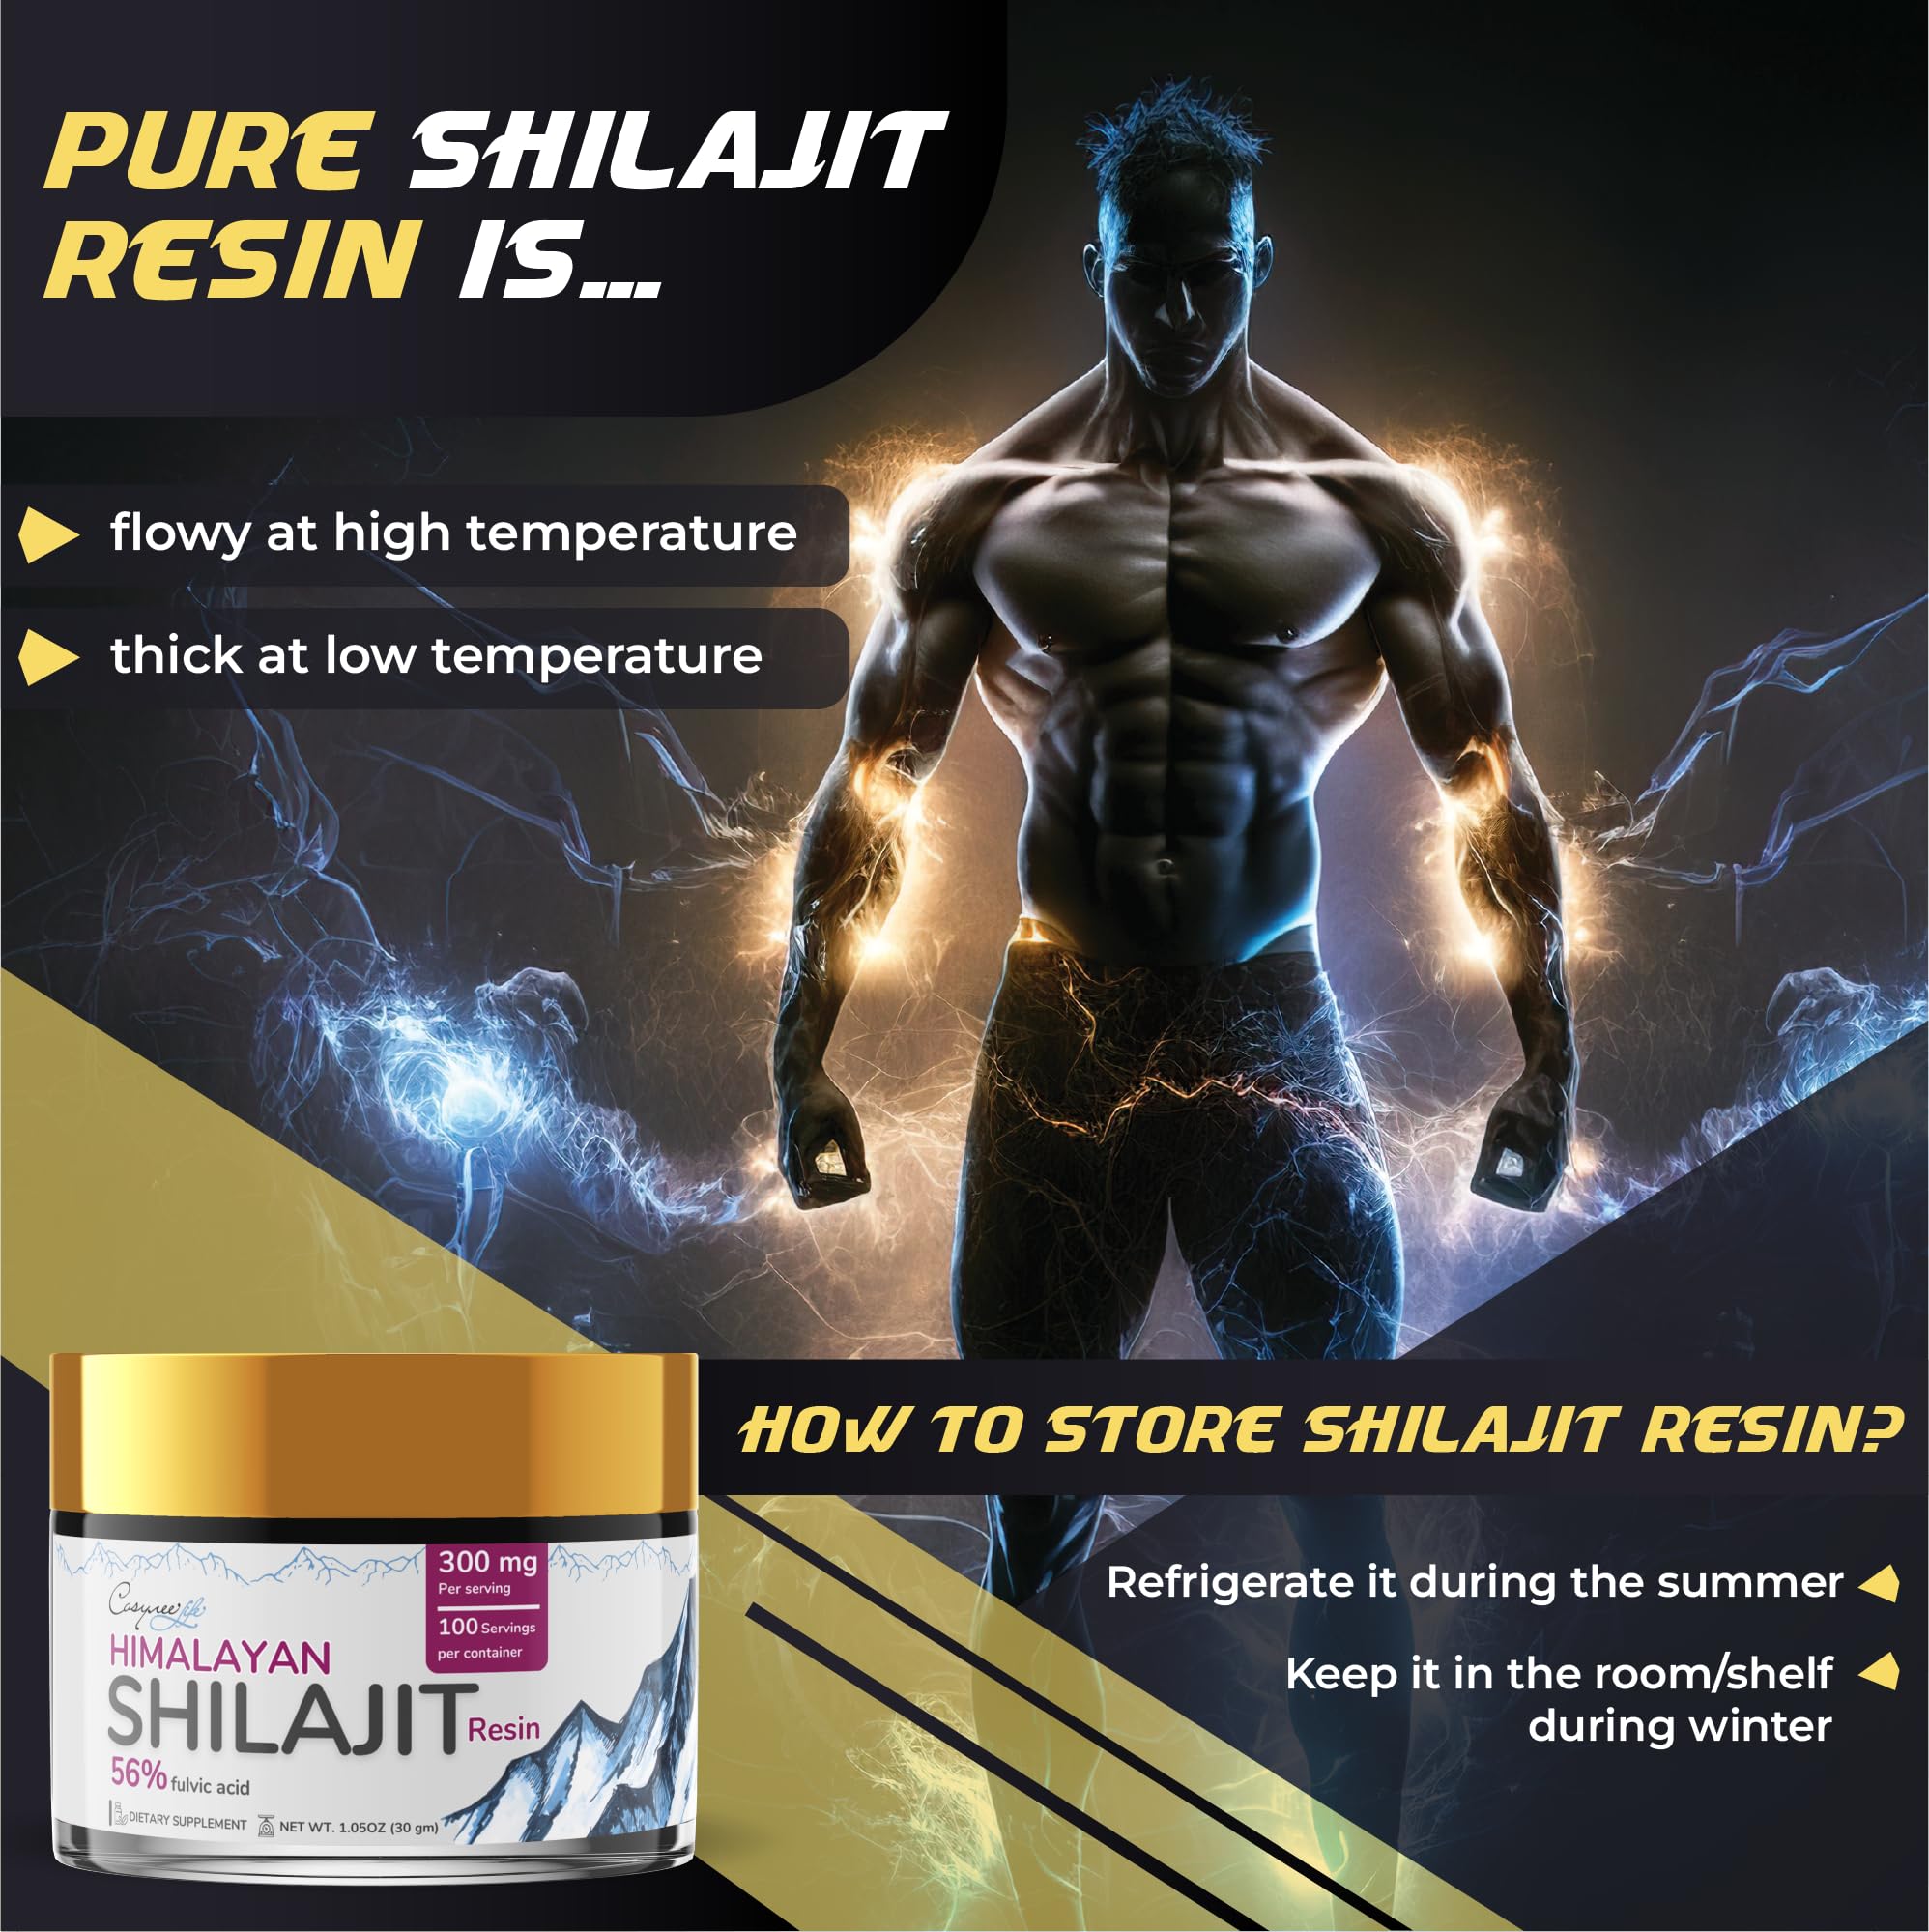 PURE SHILAJIT
RESIN IS...
flowy at high temperature
thick at low temperature
HOW TO STORE SHILAJIT RESIN?
Refrigerate it during the summer
Keep it in the room/shelf
during winter
300 mg
Per serving
100 Servings
per container
HIMALAYAN
SHILAJIT Resin
56% fulvic acid
DIETARY SUPPLEMENT NET WT. 1.05OZ (30 gm)